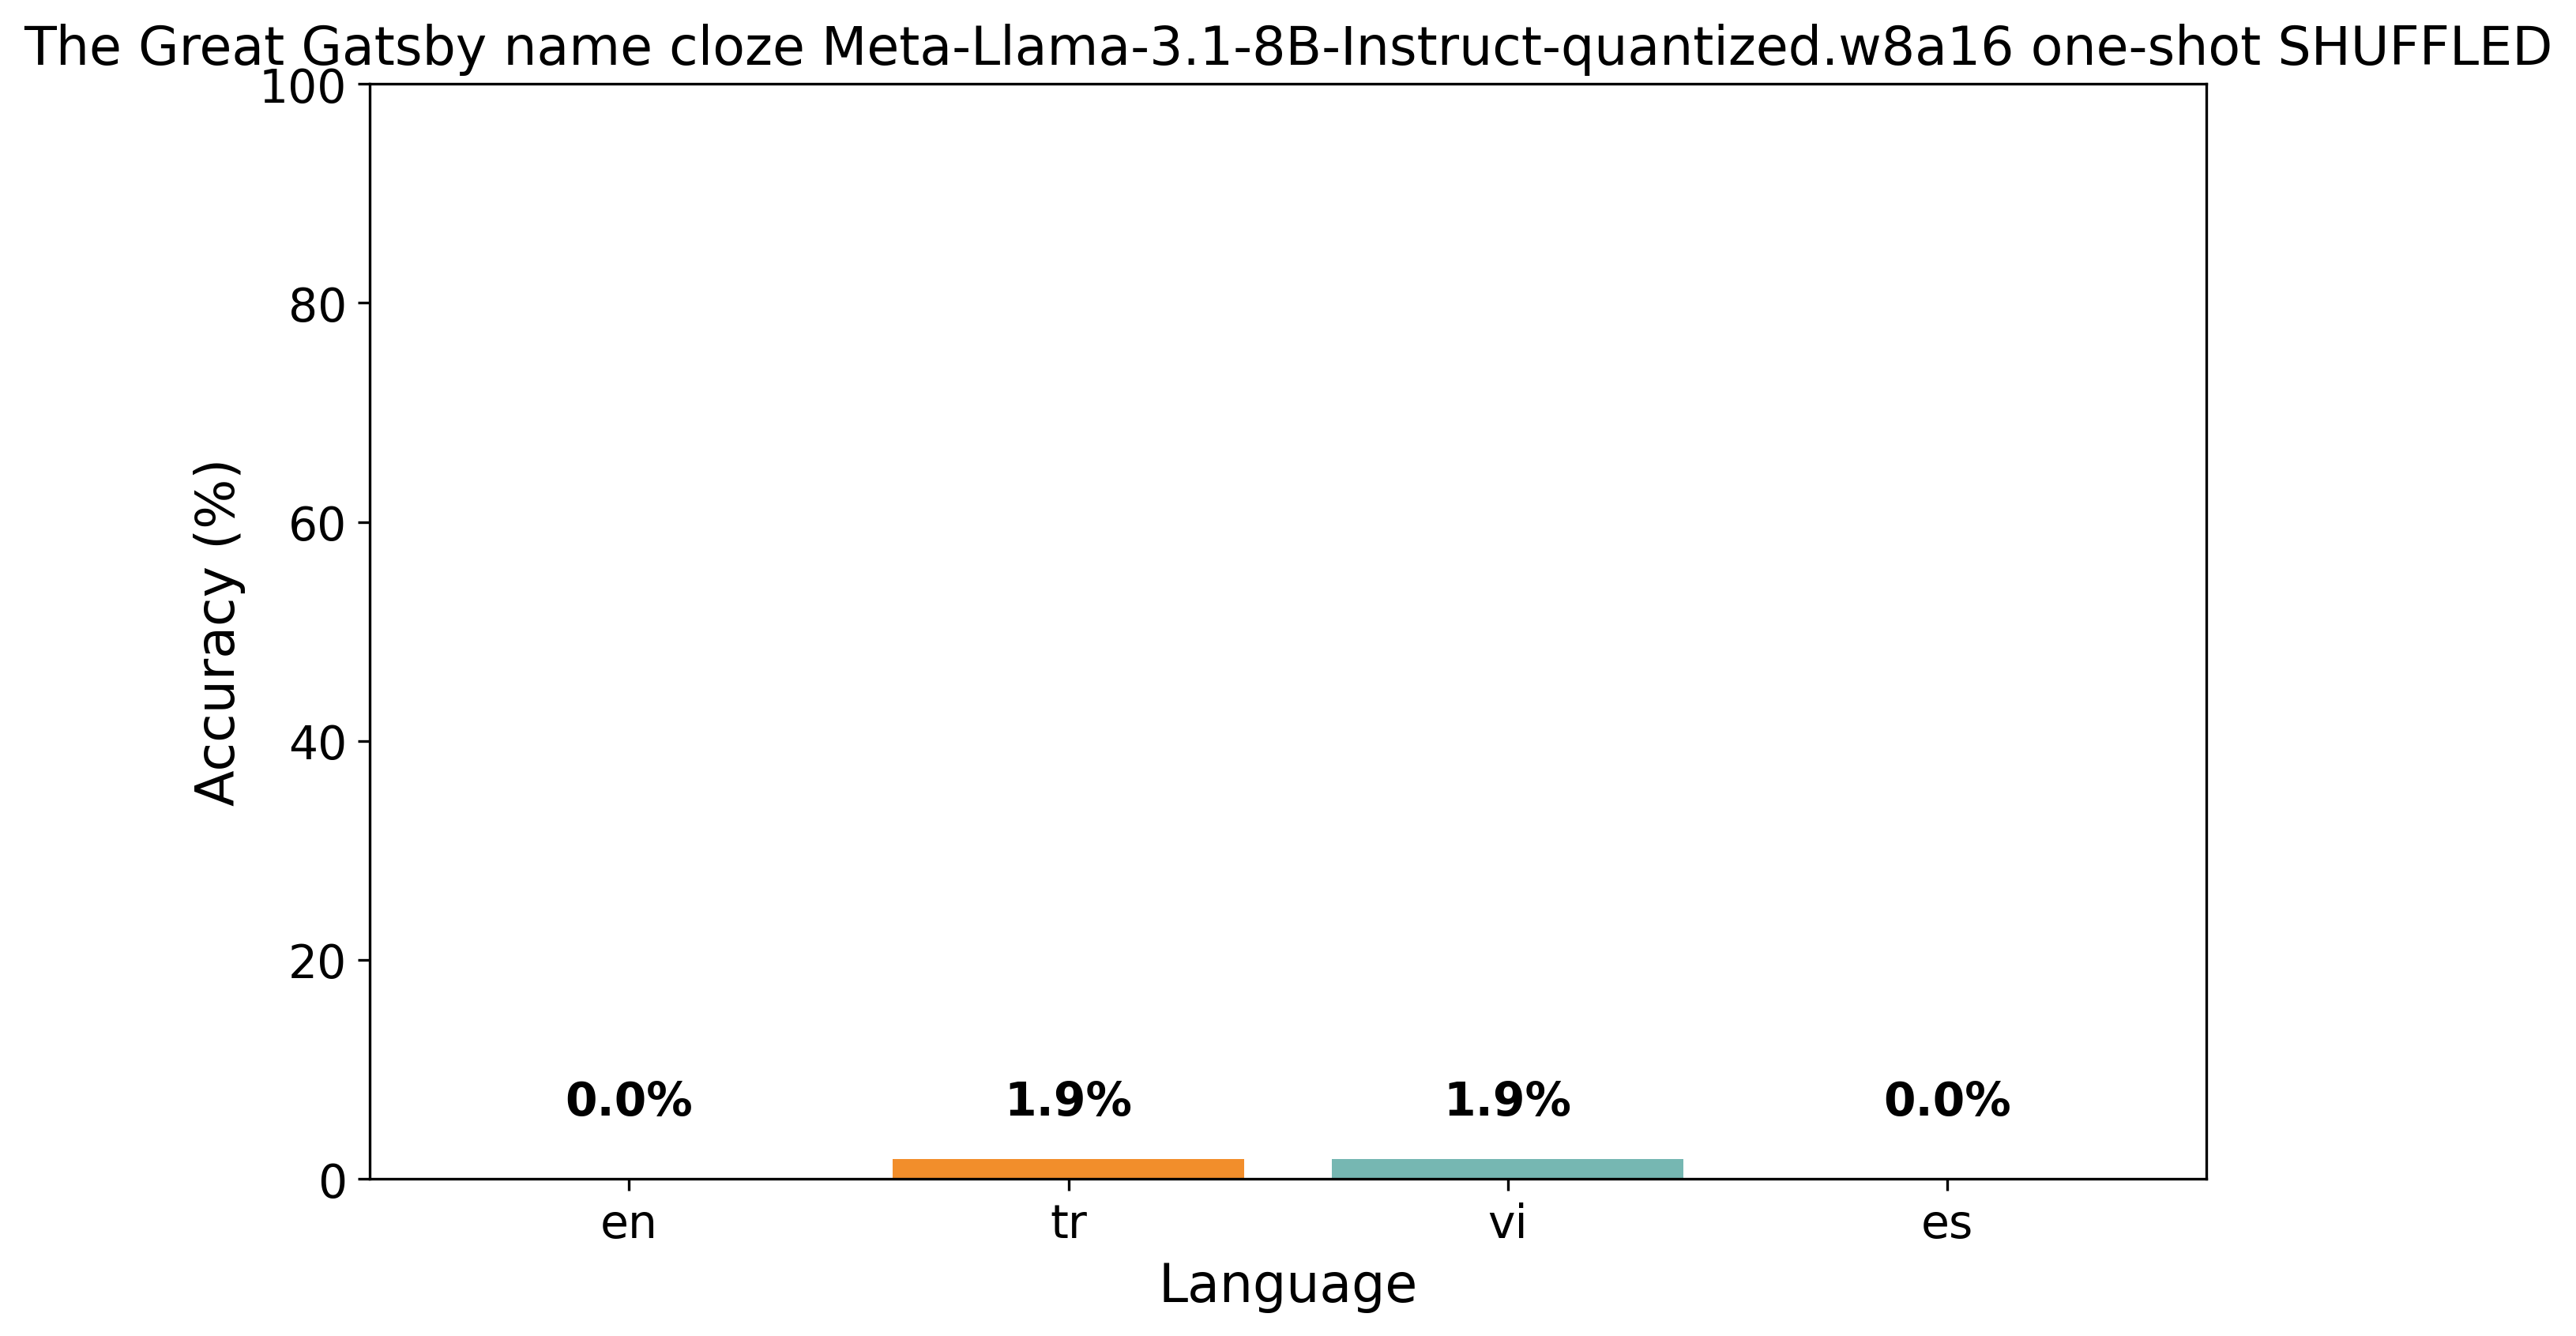 The Great Gatsby name cloze Meta-Llama-3.1-8B-Instruct-quantized.w8a16 one-shot SHUFFLED
100
80
60
40
20
0
Accuracy (%)
0.0%
1.9%
1.9%
0.0%
en
tr
vi
es
Language